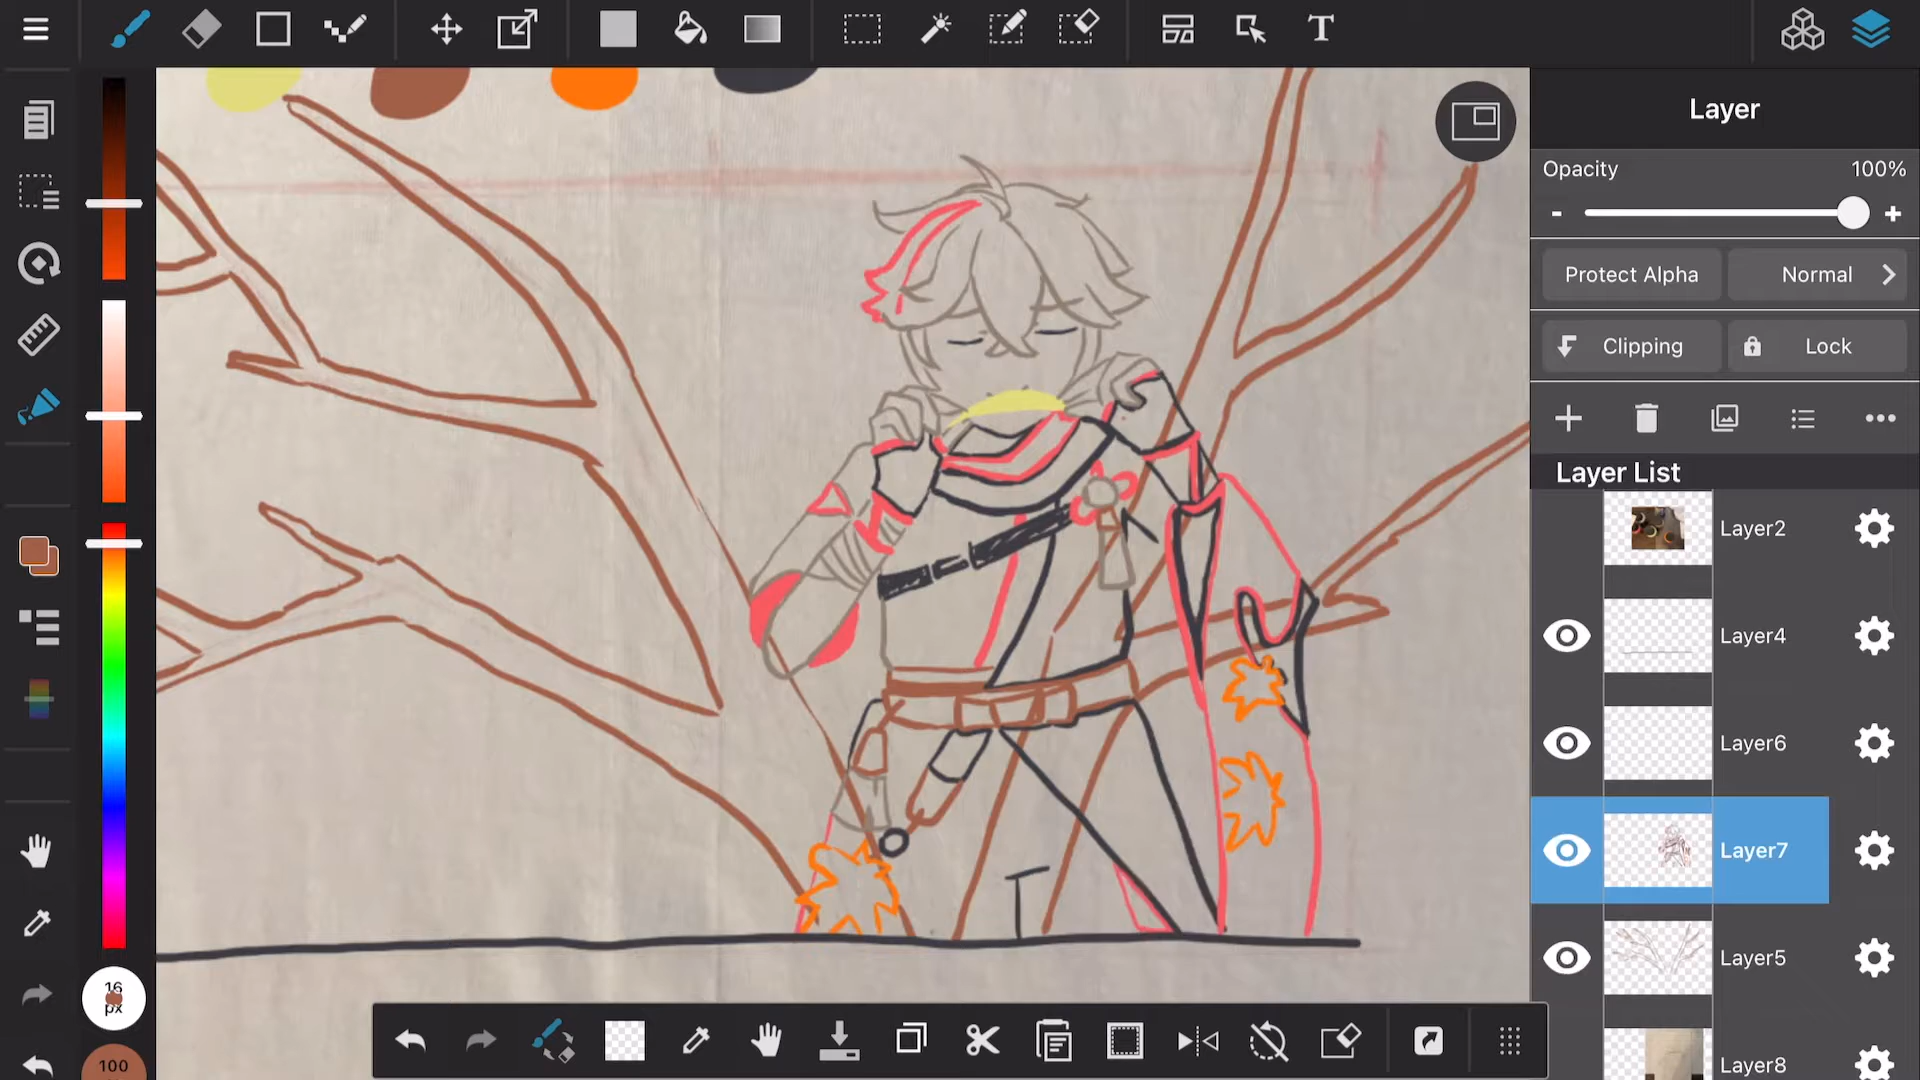 T
Layer
Opacity
100%
-
+
Protect Alpha
Normal
Clipping
Lock
Layer List
Layer2
Layer4
Layer6
Layer7
Layer5
Layer8
16
px
100